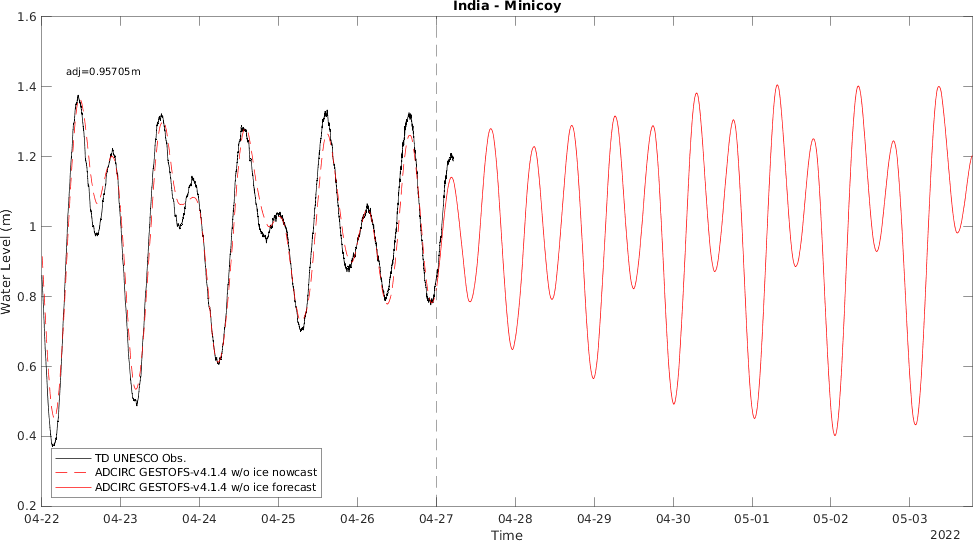 India - Minicoy
1.6
1.4
1.2
1
0.8
0.6
0.4
0.2
Water Level (m)
adj=0.95705m
TD UNESCO Obs.
ADCIRC GESTOFS-v4.1.4 w/o ice nowcast
ADCIRC GESTOFS-v4.1.4 w/o ice forecast
04-22 04-23 04-24 04-25 04-26 04-27 04-28 04-29 04-30 05-01 05-02 05-03
Time
2022